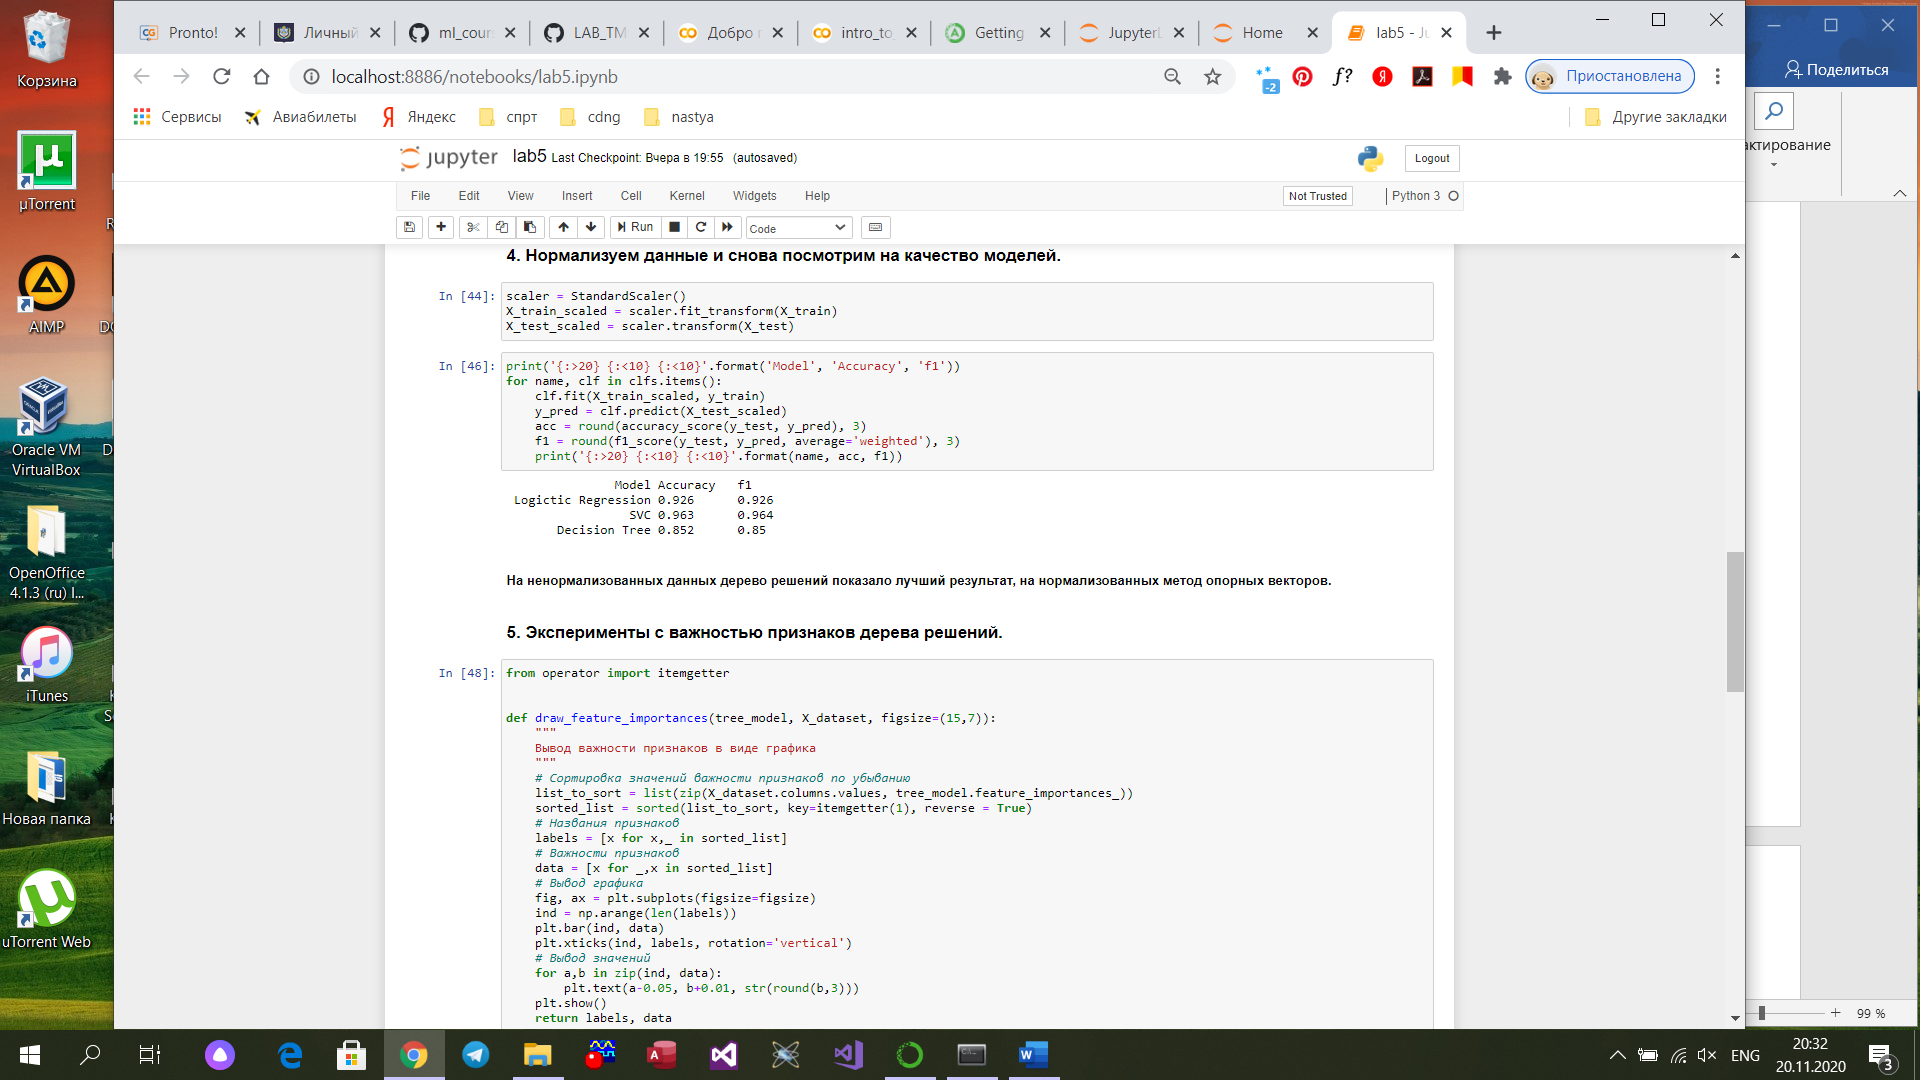 Корзина
µTorrent
AIMP
Oracle VM
VirtualBox
OpenOffice
4.1.3 (ru) I...
iTunes
Новая папка
uTorrent Web
Pronto!
Личный
ml_cour
LAB_TM
Добро
intro_to
Getting
JupyterL
Home
lab5 - Ju
localhost:8886/notebooks/lab5.ipynb
Приостановлена
Сервисы
Авиабилеты
Яндекс
спрт
cdng
nastya
Другие закладки
Поделиться
актирование
jupyter lab5 Last Checkpoint: Вчера в 19:55 (autosaved)
Logout
File Edit View Insert Cell Kernel Widgets Help
Not Trusted
Python 3
Run
Code
4. Нормализуем данные и снова посмотрим на качество моделей.
In [44]:
scaler = StandardScaler()
X_train_scaled = scaler.fit_transform(X_train)
X_test_scaled = scaler.transform(X_test)
In [46]:
print('{:>20} {:<10} {:<10}'.format('Model', 'Accuracy', 'f1'))
for name, clf in clfs.items():
    clf.fit(X_train_scaled, y_train)
    y_pred = clf.predict(X_test_scaled)
    acc = round(accuracy_score(y_test, y_pred), 3)
    f1 = round(f1_score(y_test, y_pred, average='weighted'), 3)
    print('{:>20} {:<10} {:<10}'.format(name, acc, f1))
Model Accuracy f1
Logictic Regression 0.926 0.926
SVC 0.963 0.964
Decision Tree 0.852 0.85
На ненормализованных данных дерево решений показало лучший результат, на нормализованных метод опорных векторов.
5. Эксперименты с важностью признаков дерева решений.
In [48]:
from operator import itemgetter
def draw_feature_importances(tree_model, X_dataset, figsize=(15,7)):
    """
    Вывод важности признаков в виде графика
    """
    # Сортировка значений важности признаков по убыванию
    list_to_sort = list(zip(X_dataset.columns.values, tree_model.feature_importances_))
    sorted_list = sorted(list_to_sort, key=itemgetter(1), reverse = True)
    # Названия признаков
    labels = [x for x,_ in sorted_list]
    # Важности признаков
    data = [x for _,x in sorted_list]
    # Вывод графика
    fig, ax = plt.subplots(figsize=figsize)
    ind = np.arange(len(labels))
    plt.bar(ind, data)
    plt.xticks(ind, labels, rotation='vertical')
    # Вывод значений
    for a,b in zip(ind, data):
        plt.text(a-0.05, b+0.01, str(round(b,3)))
    plt.show()
    return labels, data
99 %
ENG
20:32
20.11.2020
3